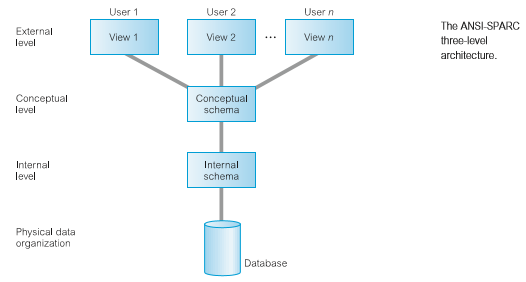 User 1
User 2
User n
External
level
View 1
View 2
...
View n
The ANSI-SPARC
three-level
architecture.
Conceptual
level
Conceptual
schema
Internal
level
Internal
schema
Physical data
organization
Database